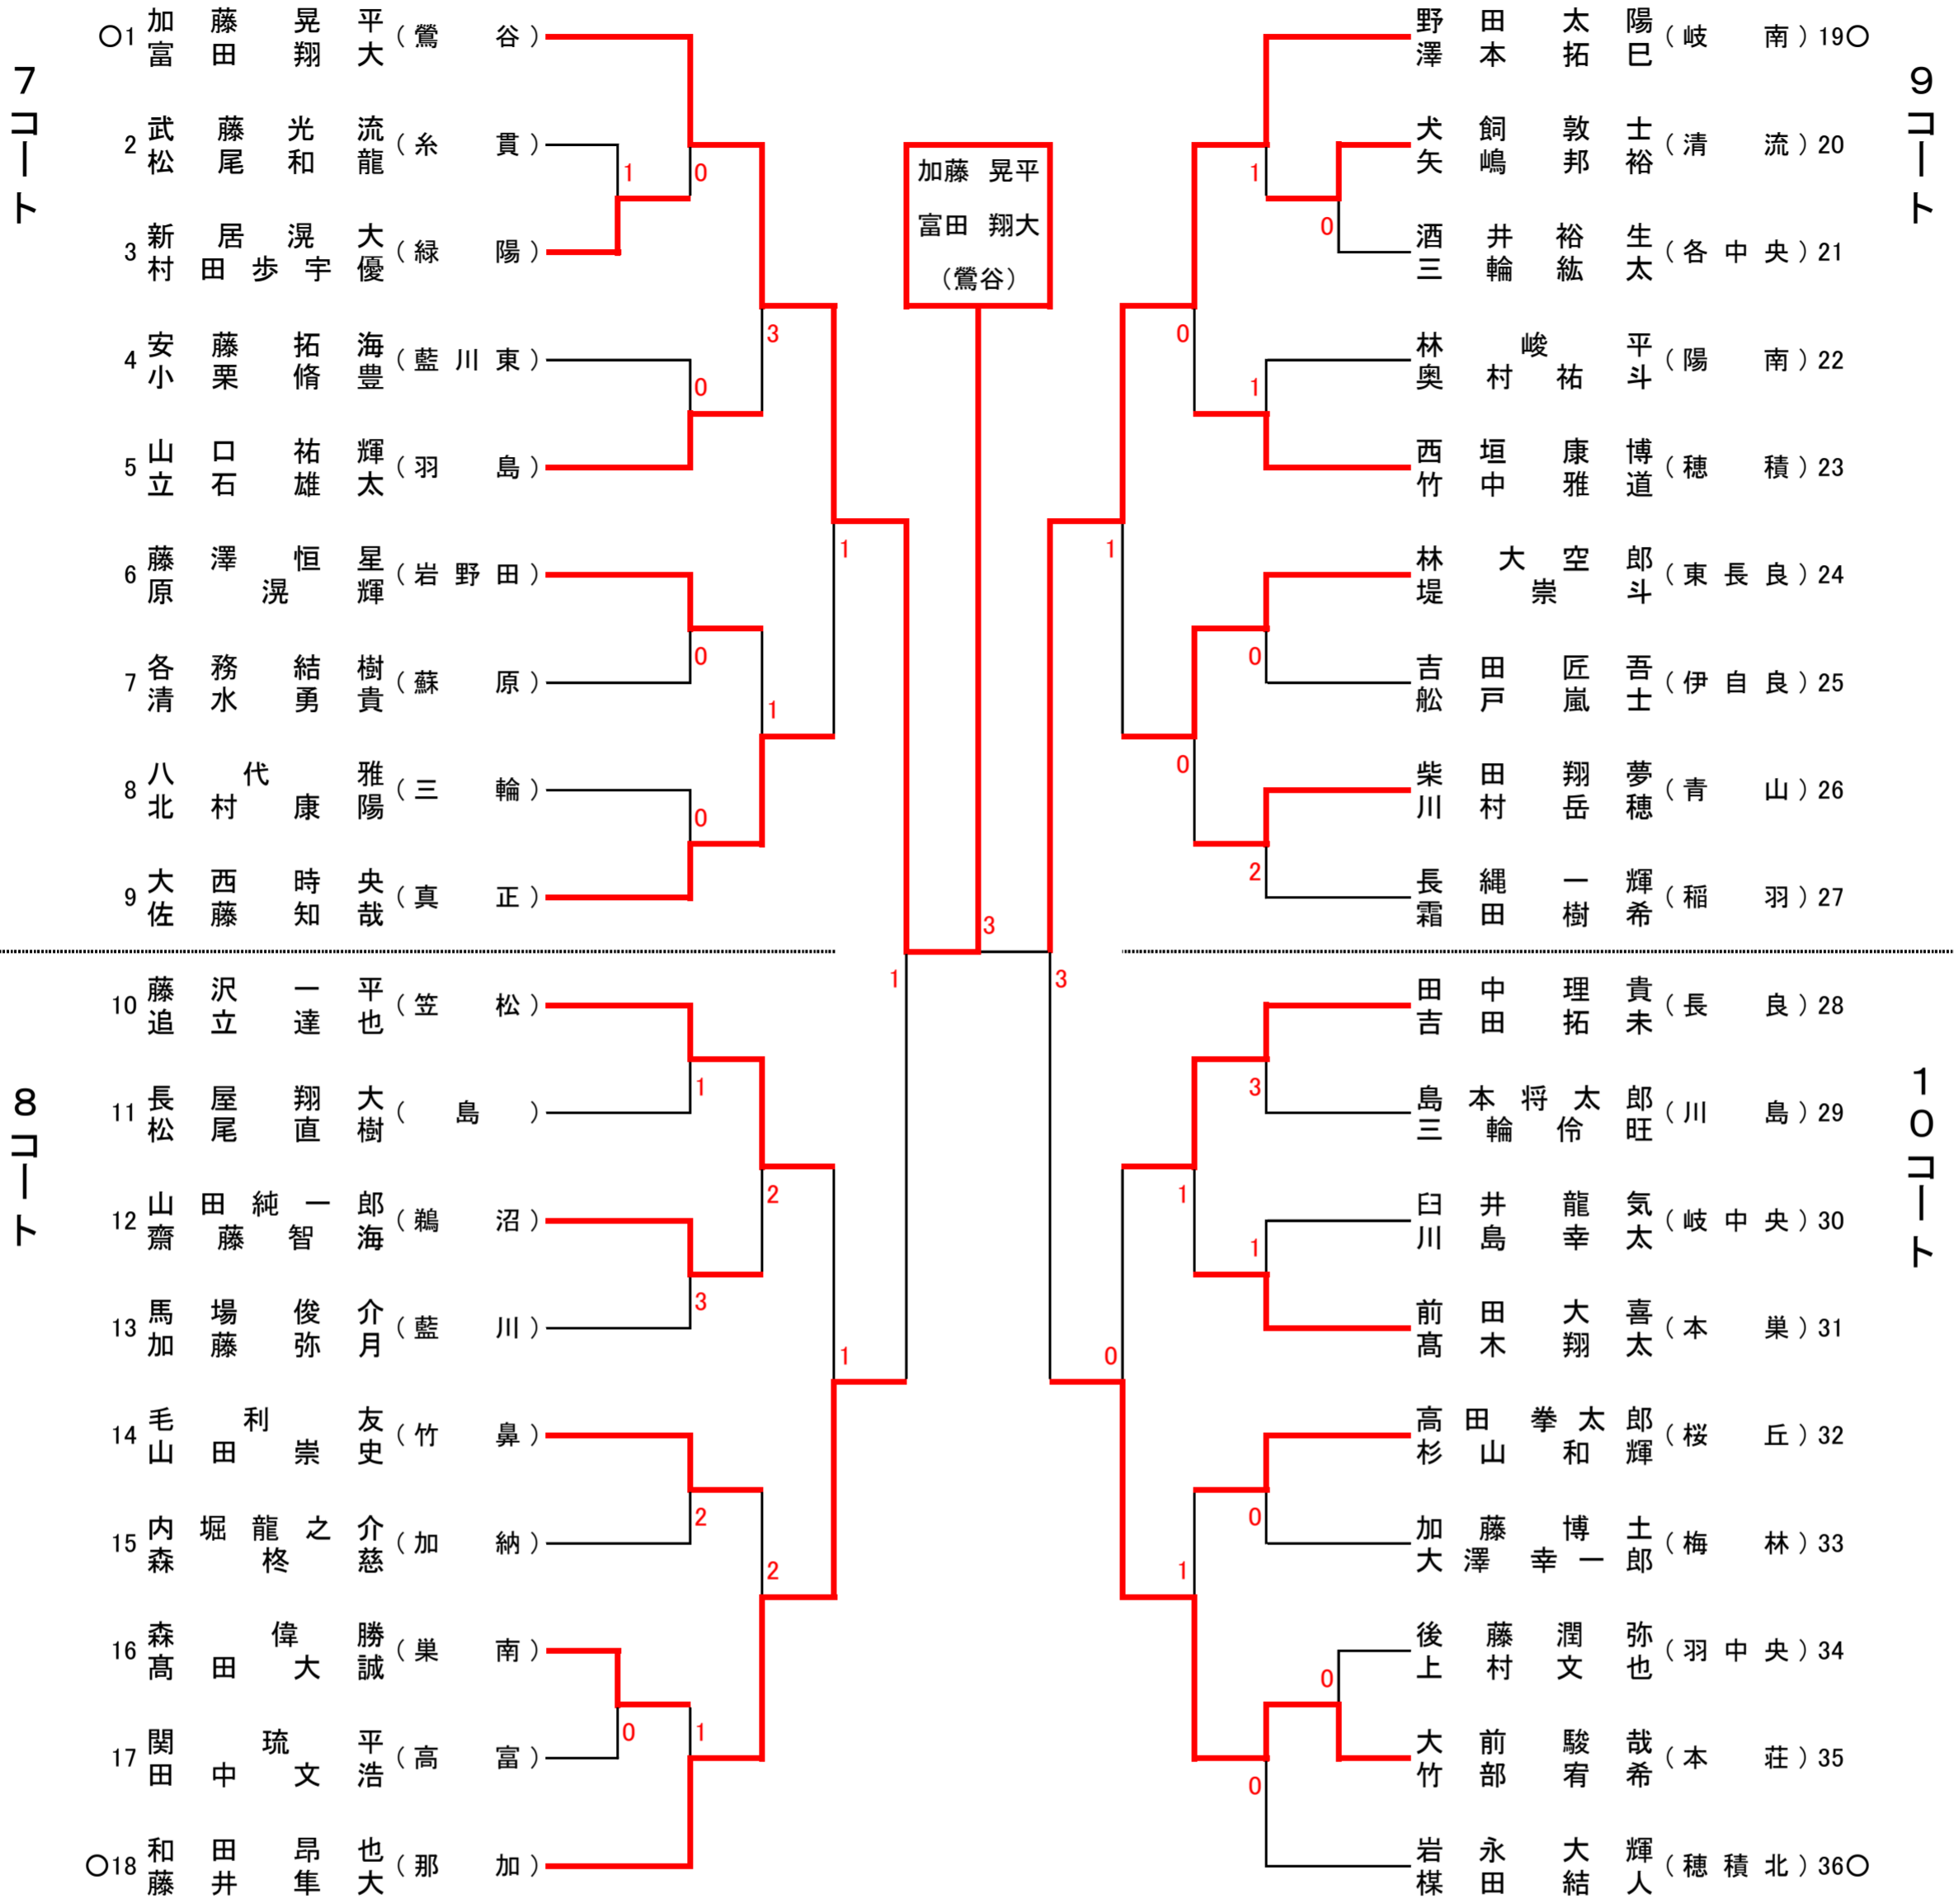 7コート
○1 加藤晃平 富田翔大 (鶯谷)
2 武藤光流 松尾和龍 (糸貫)
3 新居滉大 村田歩宇優 (緑陽)
4 安藤拓海 小栗脩豊 (藍川東)
5 山口祐輝 立石雄太 (羽島)
6 藤澤恒星 原滉輝 (岩野田)
7 各務結樹 清水勇貴 (蘇原)
8 八代雅 北村康陽 (三輪)
9 大西時央 佐藤知哉 (真正)
1
0
3
0
1
0
1
0
8コート
10 藤沢一平 追立達也 (笠松)
11 長屋翔大 松尾直樹 (島)
12 山田純一郎 齋藤智海 (鵜沼)
13 馬場俊介 加藤弥月 (藍川)
14 毛利友 山田崇史 (竹鼻)
15 内堀龍之介 森柊慈 (加納)
16 森偉勝 髙田大誠 (巣南)
17 関琉平 田中文浩 (高富)
○18 和田昂也 藤井隼大 (那加)
1
2
3
1
2
2
0
1
加藤 晃平
富田 翔大
(鶯谷)
3
1
3
9コート
野田太陽 澤本拓巳 (岐南) 19○
犬飼敦士 矢嶋邦裕 (清流) 20
酒井裕生 三輪紘太 (各中央) 21
林峻平 奥村祐斗 (陽南) 22
西垣康博 竹中雅道 (穂積) 23
林大空郎 堤崇斗 (東長良) 24
吉田匠吾 舩戸嵐士 (伊自良) 25
柴田翔夢 川村岳穂 (青山) 26
長縄一輝 霜田樹希 (稲羽) 27
1
0
0
1
1
0
0
2
10コート
田中理貴 吉田拓未 (長良) 28
島本将太郎 三輪伶旺 (川島) 29
臼井龍気 川島幸太 (岐中央) 30
前田大喜 髙木翔太 (本巣) 31
高田拳太郎 杉山和輝 (桜丘) 32
加藤博土 大澤幸一郎 (梅林) 33
後藤潤弥 上村文也 (羽中央) 34
大前駿哉 竹部宥希 (本荘) 35
岩永大輝 楳田結人 (穂積北) 36○
3
1
1
0
0
1
0
0